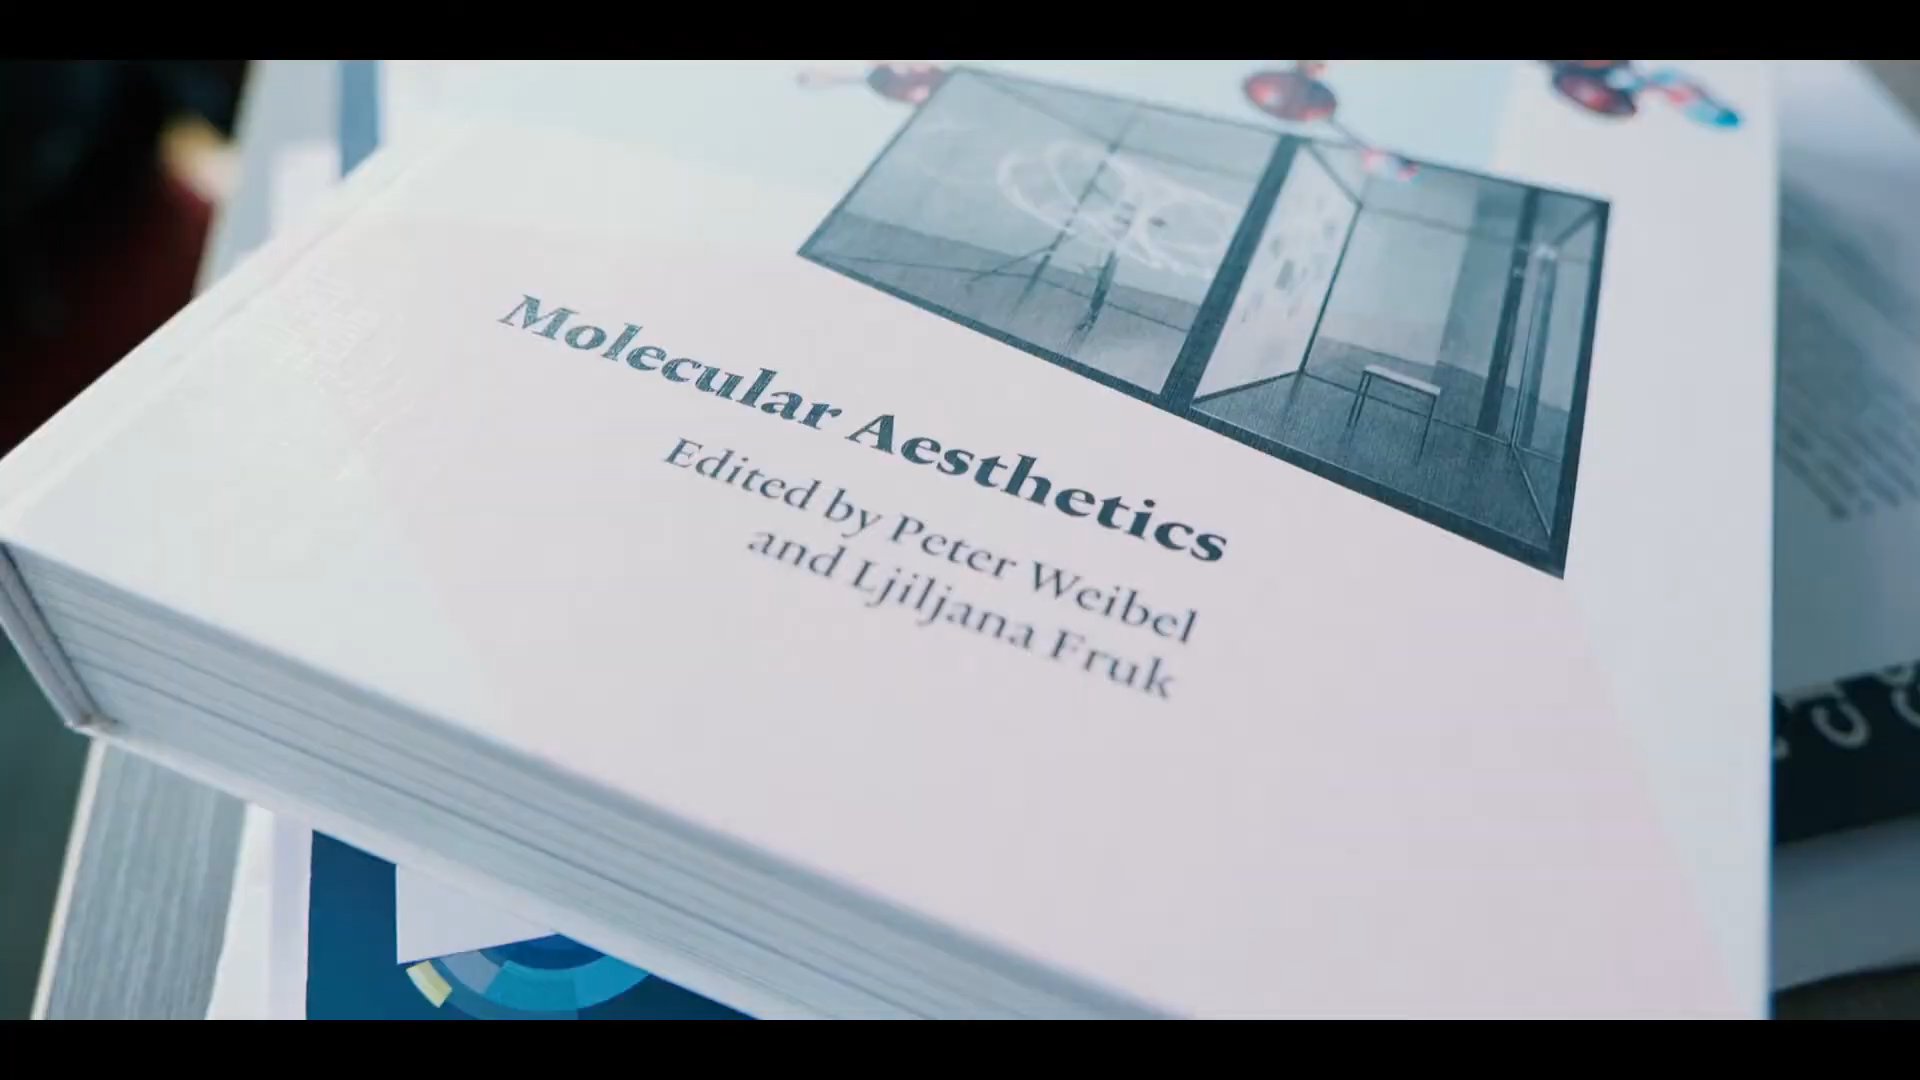 Molecular Aesthetics
Edited by Peter Weibel
and Ljiljana Fruk